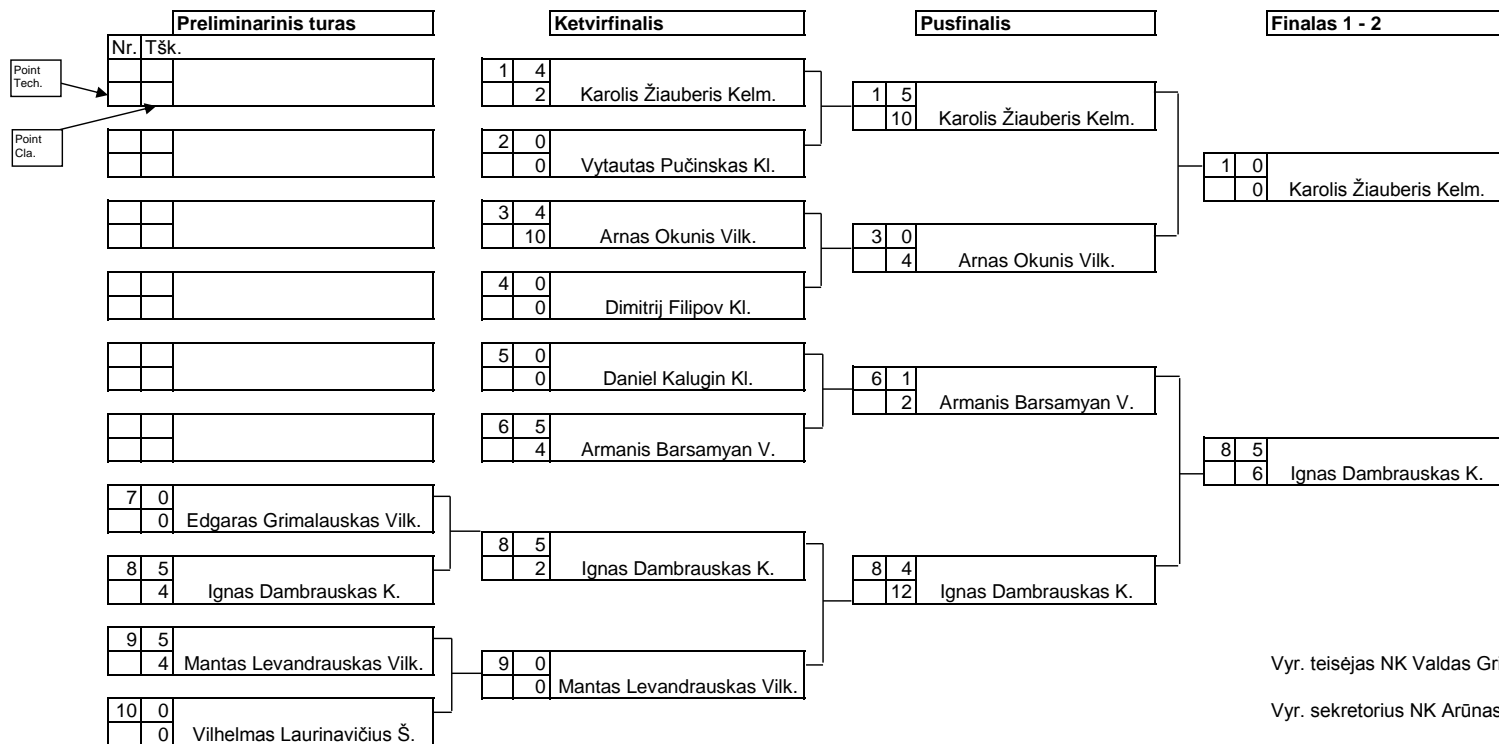 Preliminarinis turas Ketvirfinalis Pusfinalis Finalas 1 - 2
Nr. Tšk.
Point
Tech.
Point
Cla.
7 0
0 Edgaras Grimalauskas Vilk.
8 5
4 Ignas Dambrauskas K.
9 5
4 Mantas Levandrauskas Vilk.
10 0
0 Vilhelmas Laurinavičius Š.
1 4
2 Karolis Žiauberis Kelm.
2 0
0 Vytautas Pučinskas Kl.
3 4
10 Arnas Okunis Vilk.
4 0
0 Dimitrij Filipov Kl.
5 0
0 Daniel Kalugin Kl.
6 5
4 Armanis Barsamyan V.
8 5
2 Ignas Dambrauskas K.
9 0
0 Mantas Levandrauskas Vilk.
1 5
10 Karolis Žiauberis Kelm.
3 0
4 Arnas Okunis Vilk.
6 1
2 Armanis Barsamyan V.
8 4
12 Ignas Dambrauskas K.
1 0
0 Karolis Žiauberis Kelm.
8 5
6 Ignas Dambrauskas K.
Vyr. teisėjas NK Valdas Gri
Vyr. sekretorius NK Arūnas